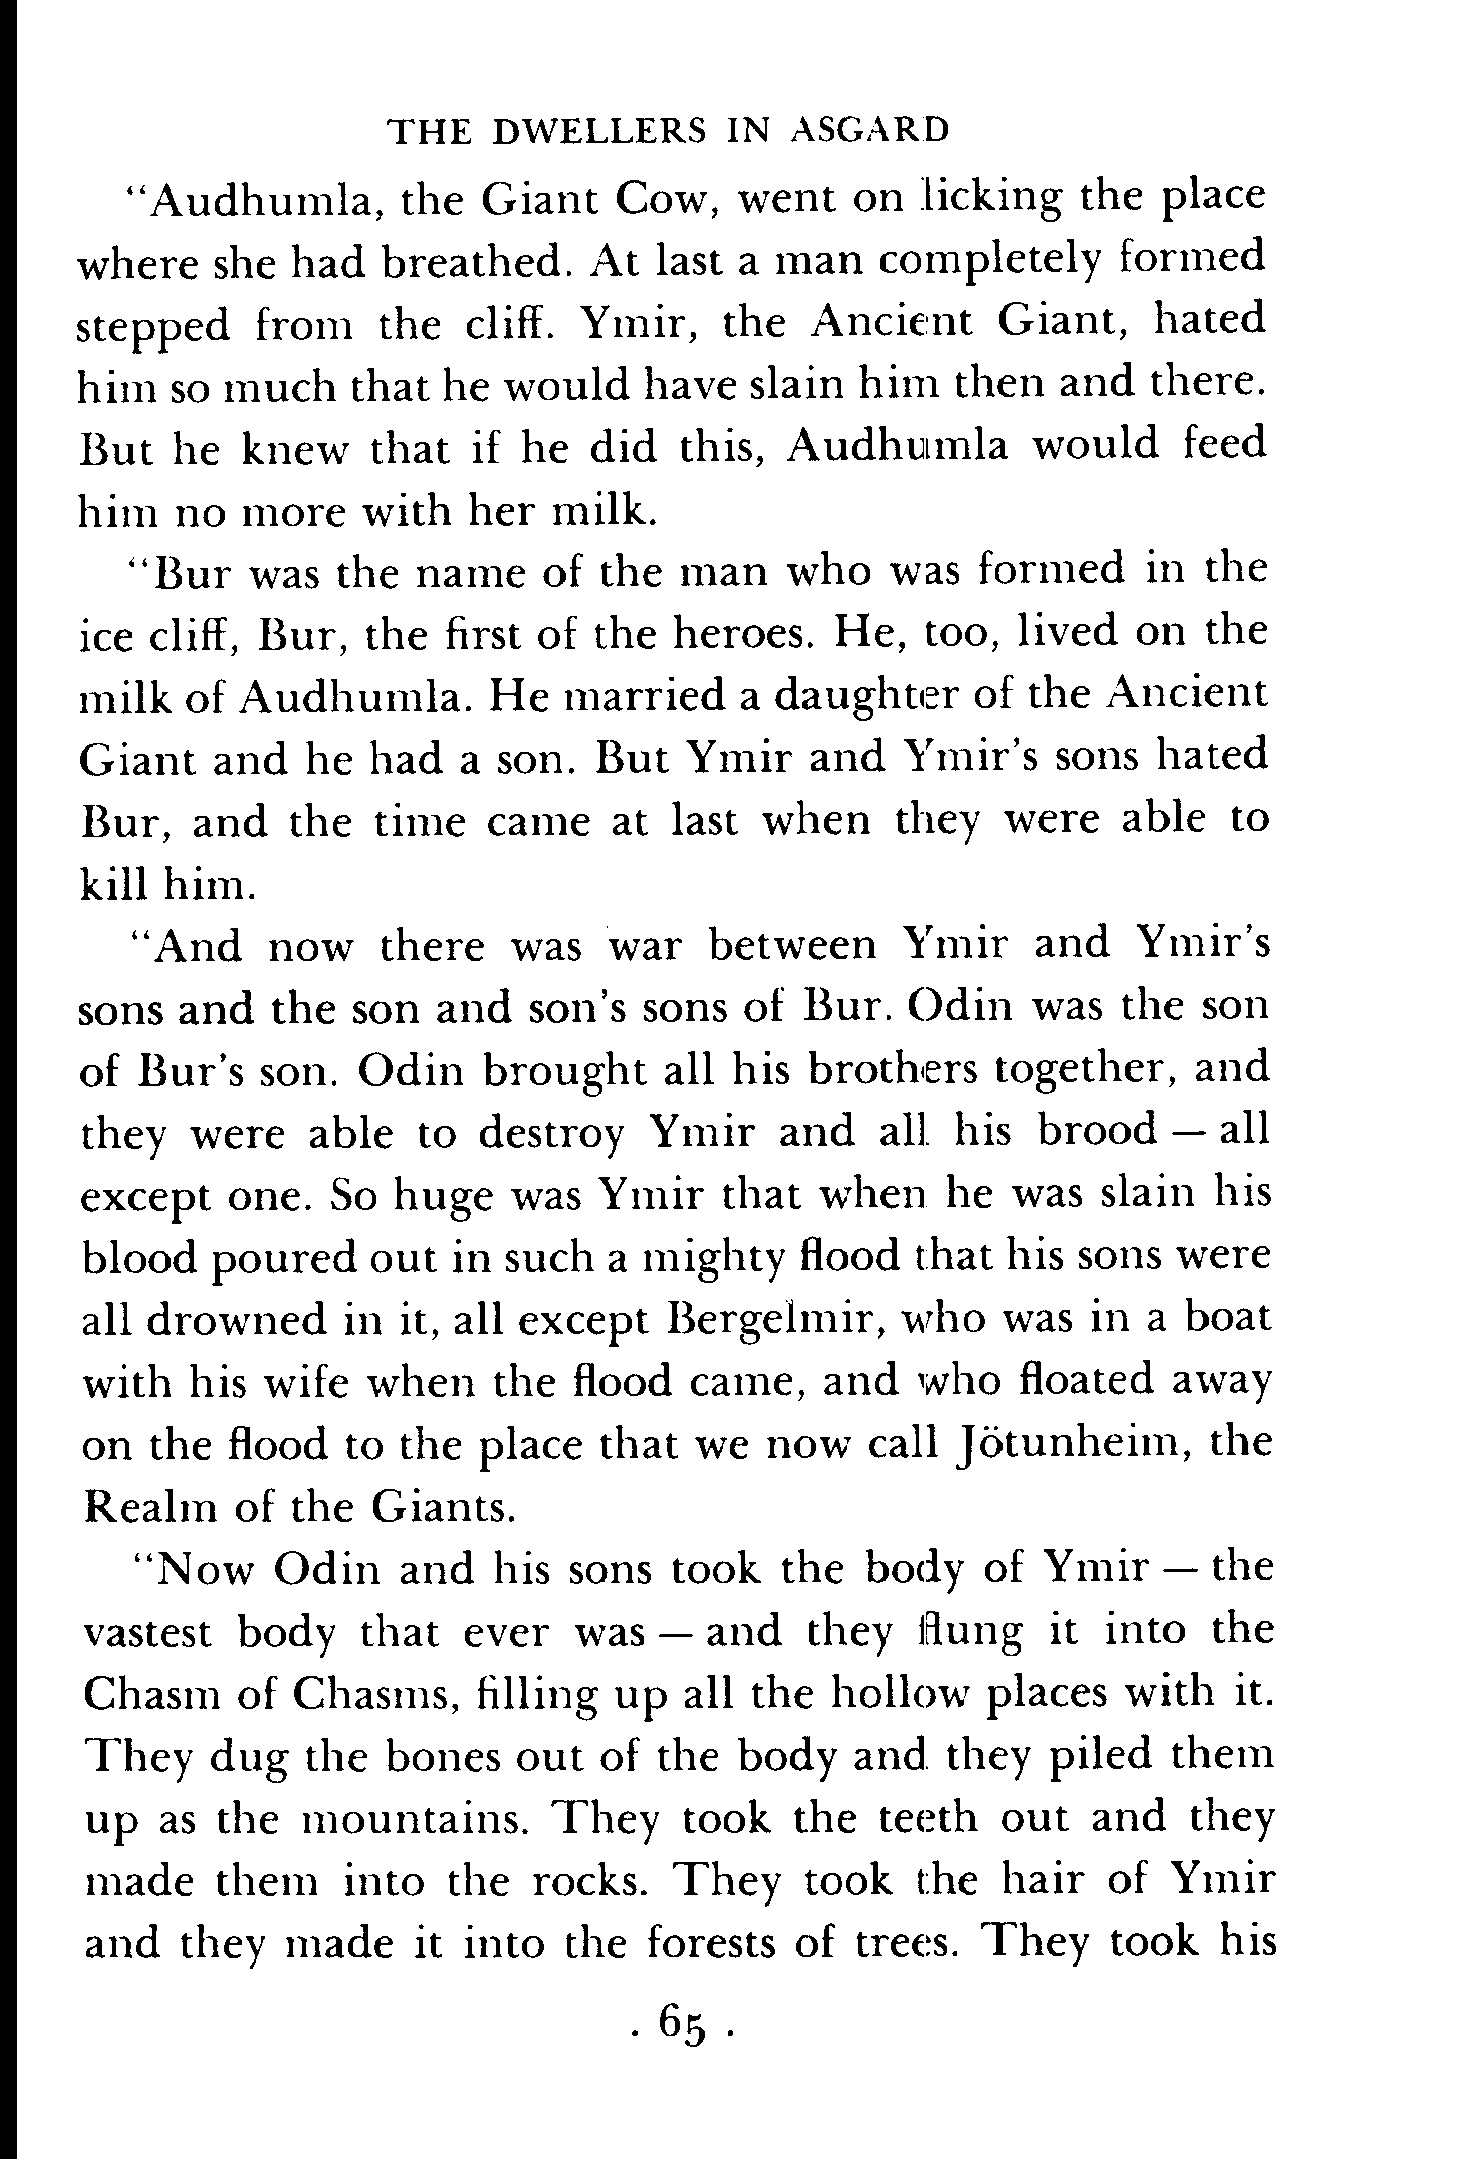 THE DWELLERS IN ASGARD
“Audhumla, the Giant Cow, went on licking the place
where she had breathed. At last a man completely formed
stepped from the cliff. Ymir, the Ancient Giant, hated
him so much that he would have slain him then and there.
But he knew that if he did this, Audhumla would feed
him no more with her milk.
“Bur was the name of the man who was formed in the
ice cliff, Bur, the first of the heroes. He, too, lived on the
milk of Audhumla. He married a daughter of the Ancient
Giant and he had a son. But Ymir and Ymir’s sons hated
Bur, and the time came at last when they were able to
kill him.
“And now there was war between Ymir and Ymir’s
sons and the son and son’s sons of Bur. Odin was the son
of Bur’s son. Odin brought all his brothers together, and
they were able to destroy Ymir and all his brood — all
except one. So huge was Ymir that when he was slain his
blood poured out in such a mighty flood that his sons were
all drowned in it, all except Bergelmir, who was in a boat
with his wife when the flood came, and who floated away
on the flood to the place that we now call Jötunheim, the
Realm of the Giants.
“Now Odin and his sons took the body of Ymir — the
vastest body that ever was — and they flung it into the
Chasm of Chasms, filling up all the hollow places with it.
They dug the bones out of the body and they piled them
up as the mountains. They took the teeth out and they
made them into the rocks. They took the hair of Ymir
and they made it into the forests of trees. They took his
. 65 .